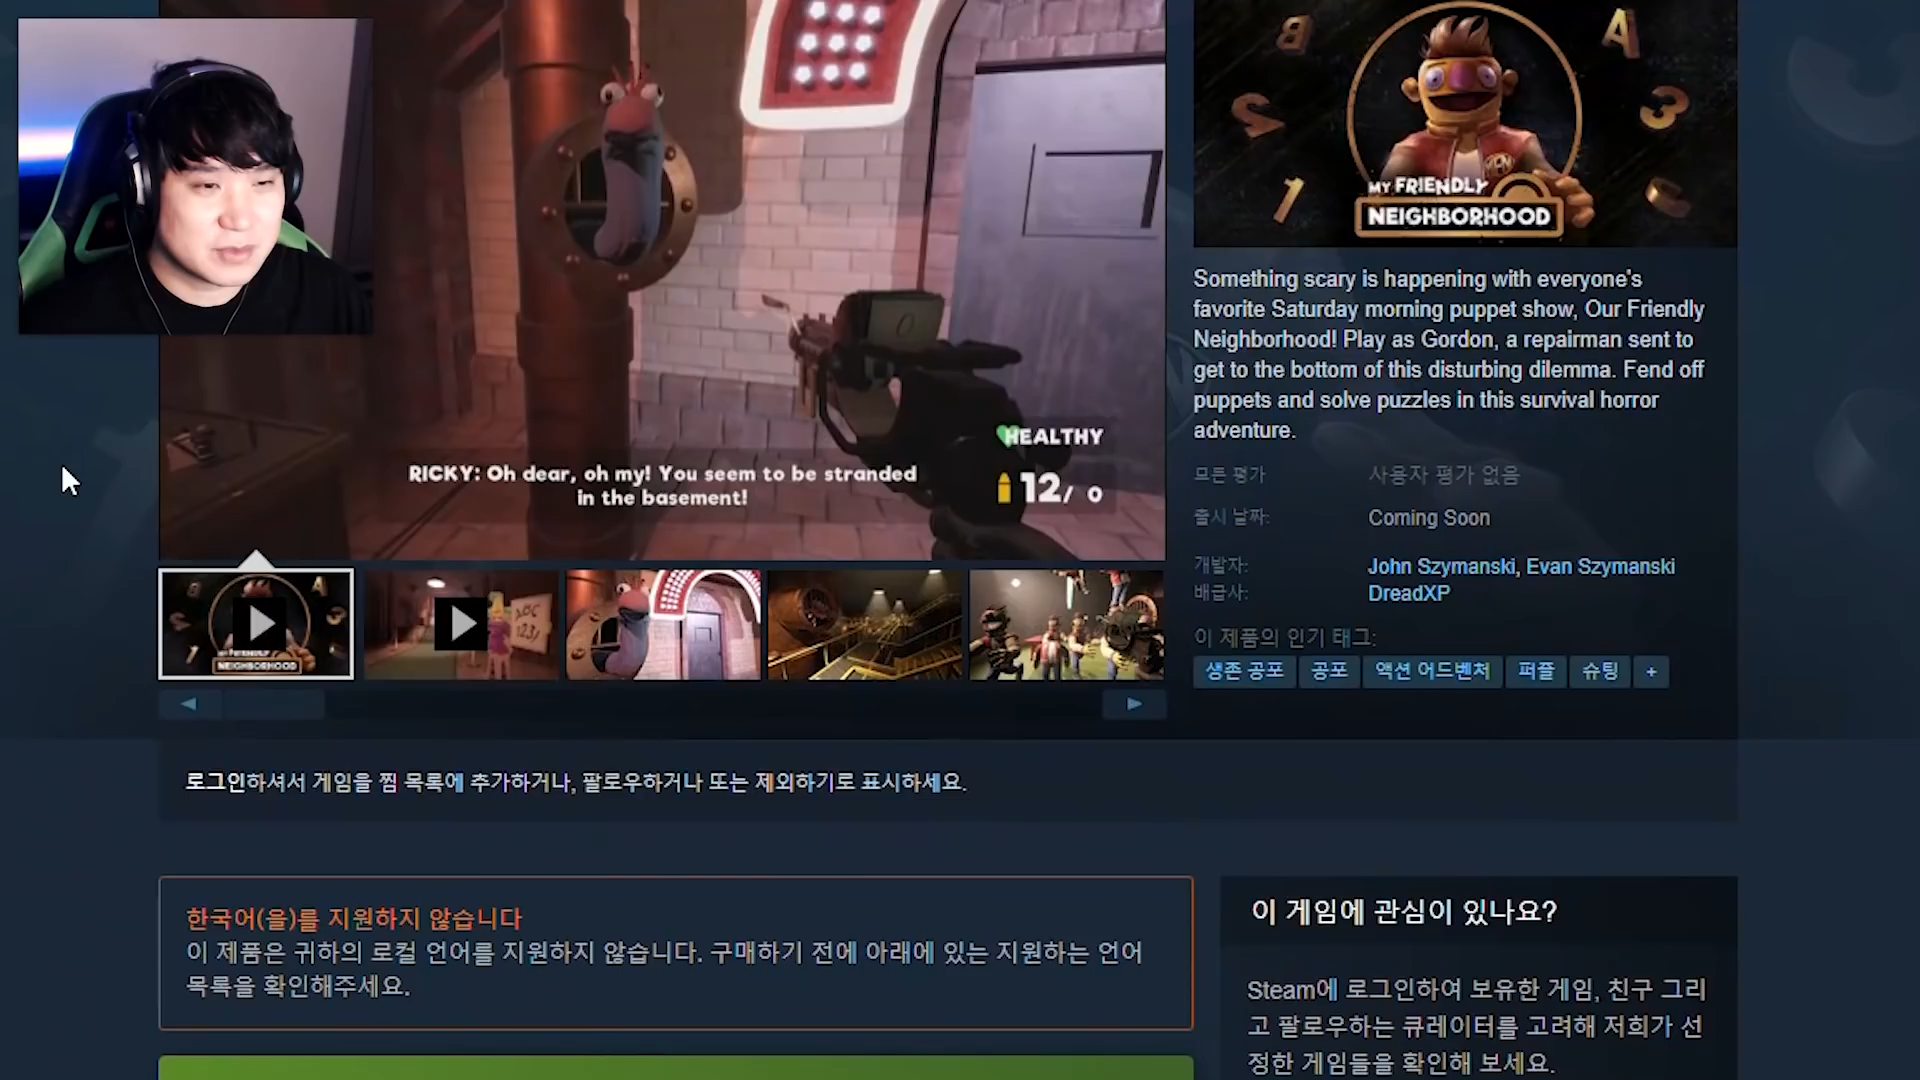 B
A
2
3
1
C
MY FRIENDLY
NEIGHBORHOOD
Something scary is happening with everyone's
favorite Saturday morning puppet show, Our Friendly
Neighborhood! Play as Gordon, a repairman sent to
get to the bottom of this disturbing dilemma. Fend off
puppets and solve puzzles in this survival horror
adventure.
HEALTHY
RICKY: Oh dear, oh my! You seem to be stranded
in the basement!
12/ 0
모든 평가
사용자 평가 없음
출시 날짜:
Coming Soon
개발자:
John Szymanski, Evan Szymanski
배급사:
DreadXP
이 제품의 인기 태그:
생존 공포
공포
액션 어드벤처
퍼즐
슈팅
+
MY FRIENDLY
NEIGHBORHOOD
ABC
123!
로그인하셔서 게임을 찜 목록에 추가하거나, 팔로우하거나 또는 제외하기로 표시하세요.
한국어(을)를 지원하지 않습니다
이 제품은 귀하의 로컬 언어를 지원하지 않습니다. 구매하기 전에 아래에 있는 지원하는 언어
목록을 확인해주세요.
이 게임에 관심이 있나요?
Steam에 로그인하여 보유한 게임, 친구 그리
고 팔로우하는 큐레이터를 고려해 저희가 선
정한 게임들을 확인해 보세요.